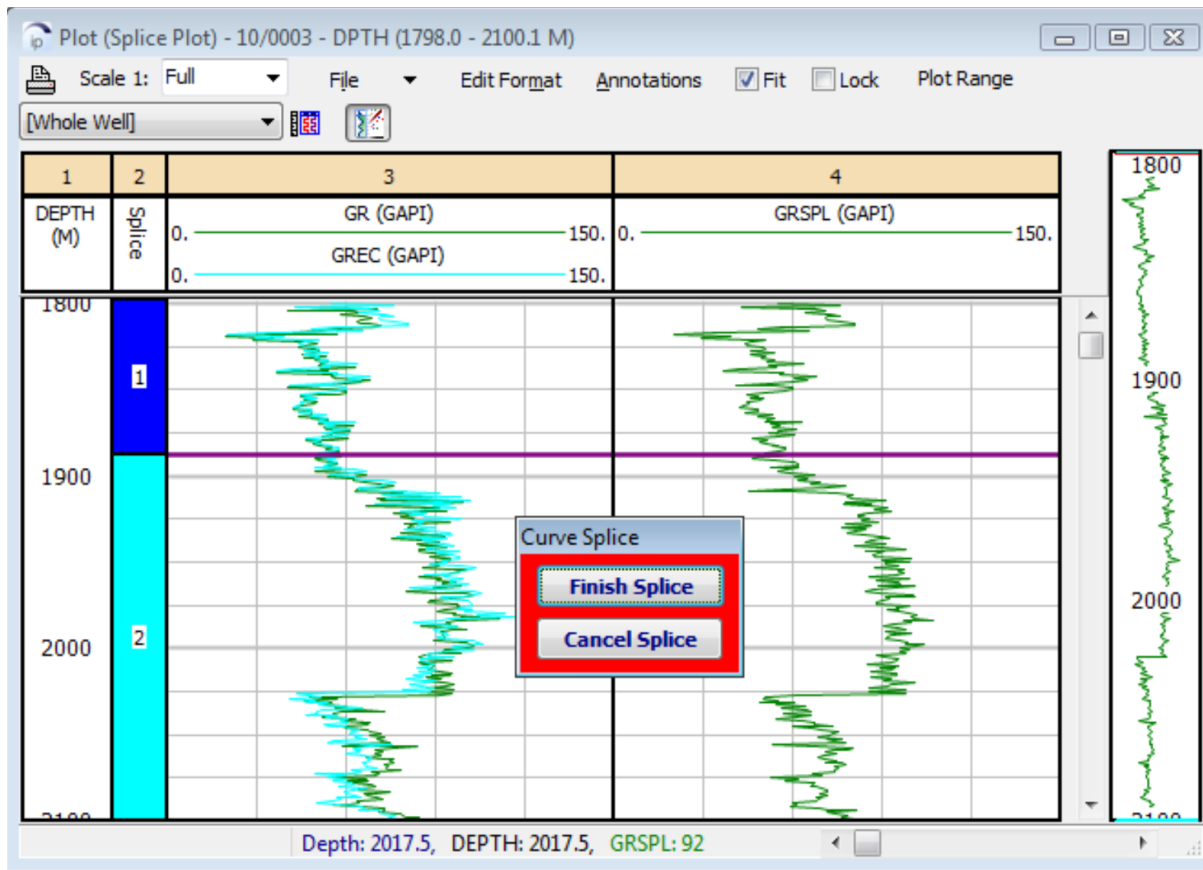 ip Plot (Splice Plot) - 10/0003 - DPTH (1798.0 - 2100.1 M)
Scale 1: Full File Edit Format Annotations Fit Lock Plot Range
[Whole Well]
1 2 3 4
DEPTH
(M)
Splice
GR (GAPI)
0. 150.
GREC (GAPI)
0. 150.
GRSPL (GAPI)
0. 150.
1800
1900
2000
2100
1
2
Curve Splice
Finish Splice
Cancel Splice
1800
1900
2000
2100
Depth: 2017.5, DEPTH: 2017.5, GRSPL: 92